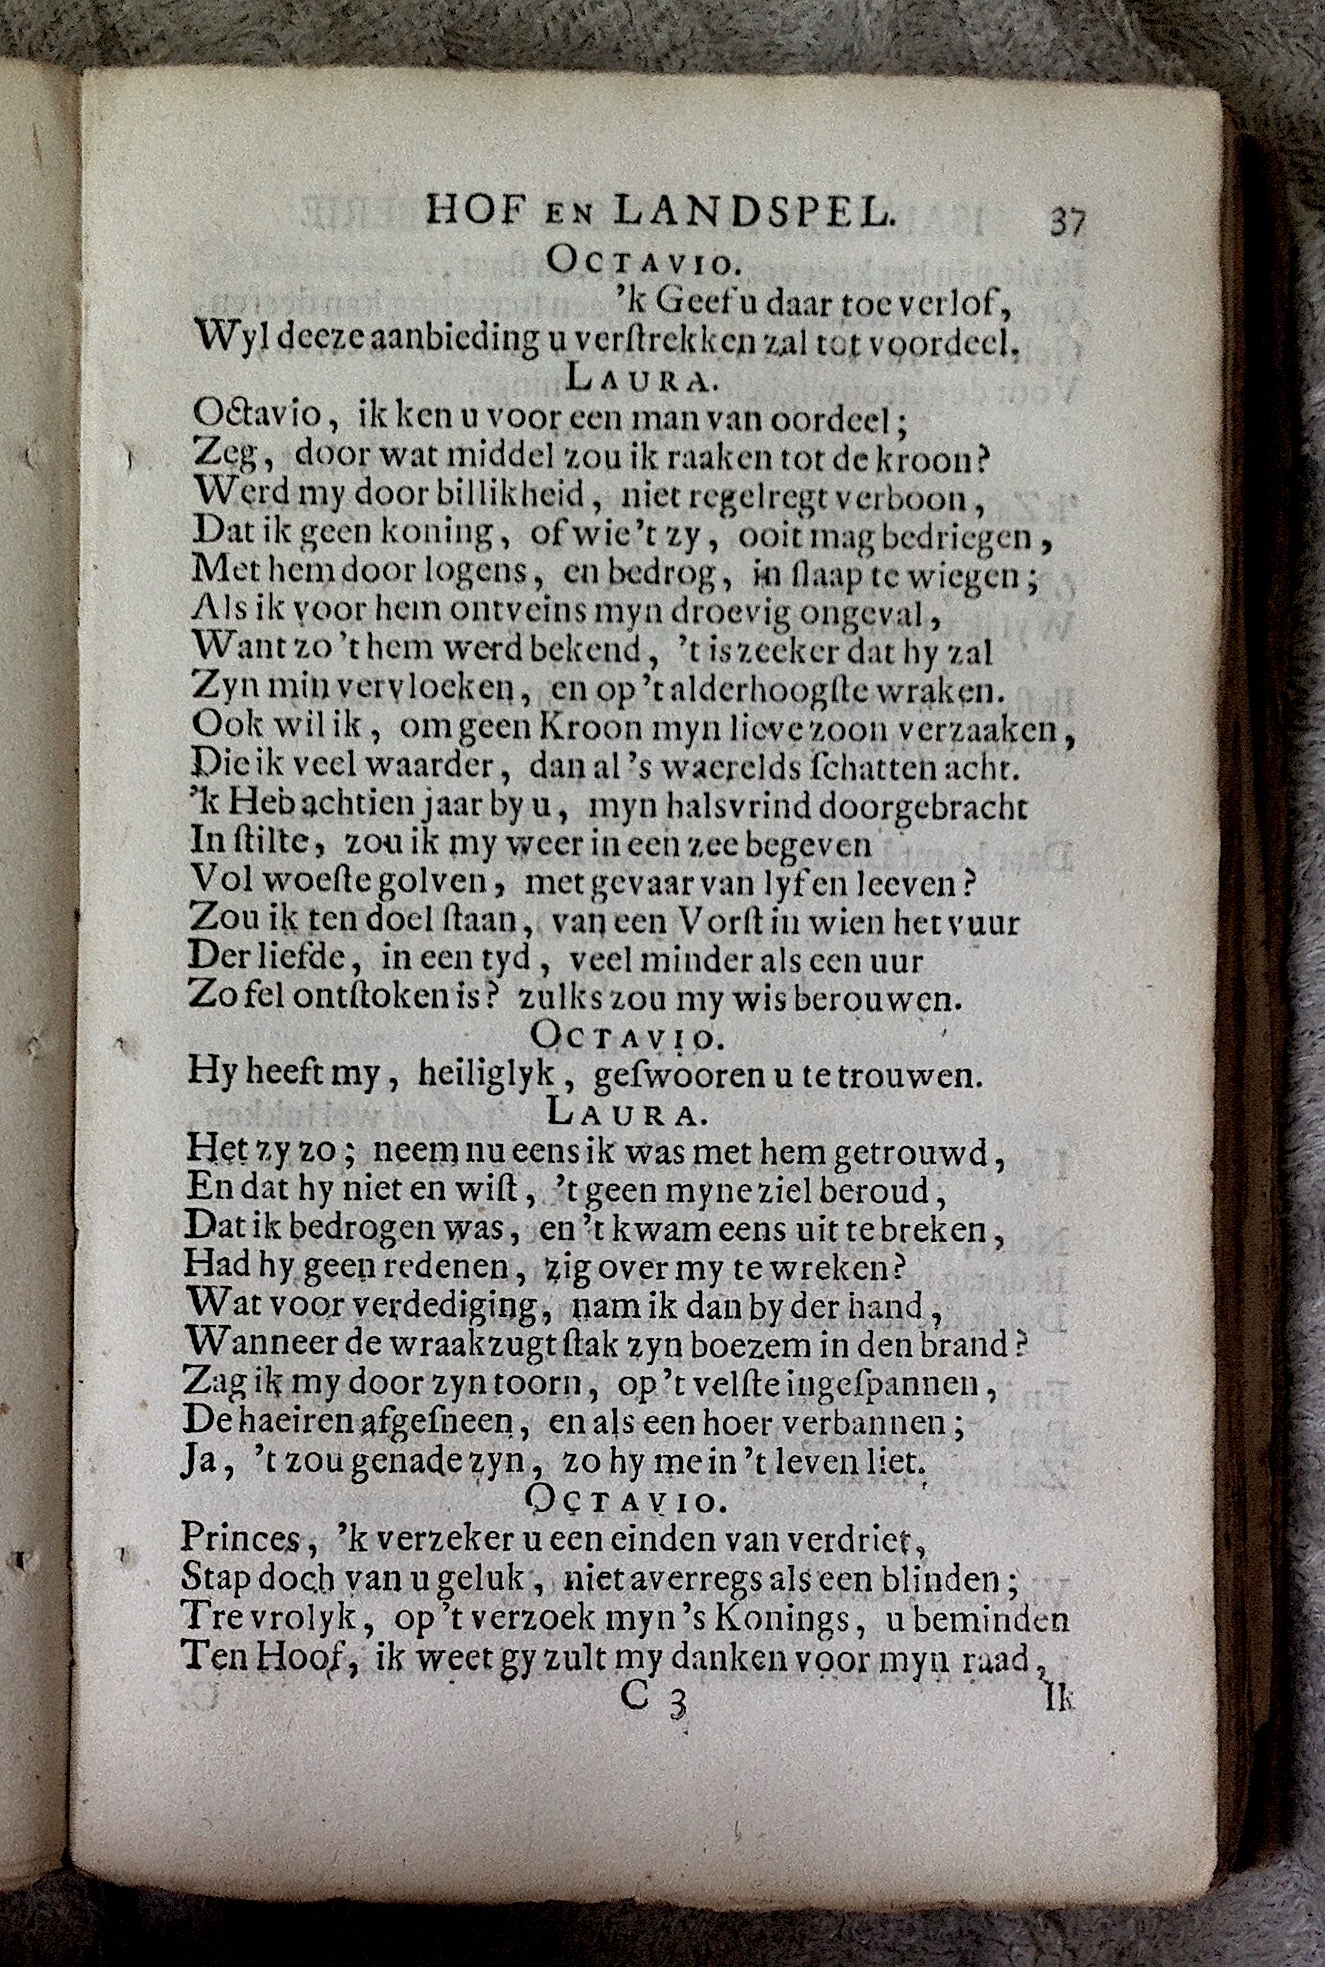 HOF EN LANDSPEL. 37
OCTAVIO.
'k Geef u daar toe verlof,
Wyl deeze aanbieding u verſtrekken zal tot voordeel.
LAURA.
Octavio, ik ken u voor een man van oordeel;
Zeg, door wat middel zou ik raaken tot de kroon?
Werd my door billikheid, niet regelregt verboon,
Dat ik geen koning, of wie 't zy, ooit mag bedriegen,
Met hem door logens, en bedrog, in ſlaap te wiegen;
Als ik voor hem ontveins myn droevig ongeval,
Want zo 't hem werd bekend, 't is zeeker dat hy zal
Zyn min vervloeken, en op 't alderhoogſte wraken.
Ook wil ik, om geen Kroon myn lieve zoon verzaaken,
Die ik veel waarder, dan al 's waerelds ſchatten acht.
'k Heb achtien jaar by u, myn halsvrind doorgebracht
In ſtilte, zou ik my weer in een zee begeven
Vol woeſte golven, met gevaar van lyf en leeven?
Zou ik ten doel ſtaan, van een Vorſt in wien het vuur
Der liefde, in een tyd, veel minder als een uur
Zo fel ontſtoken is? zulks zou my wis berouwen.
OCTAVIO.
Hy heeft my, heiliglyk, geſwooren u te trouwen.
LAURA.
Het zy zo; neem nu eens ik was met hem getrouwd,
En dat hy niet en wiſt, 't geen myne ziel beroud,
Dat ik bedrogen was, en 't kwam eens uit te breken,
Had hy geen redenen, zig over my te wreken?
Wat voor verdediging, nam ik dan by der hand,
Wanneer de wraakzugt ſtak zyn boezem in den brand?
Zag ik my door zyn toorn, op 't velſte ingeſpannen,
De haeiren afgeſneen, en als een hoer verbannen;
Ja, 't zou genade zyn, zo hy me in 't leven liet.
OCTAVIO.
Princes, 'k verzeker u een einden van verdriet,
Stap doch van u geluk, niet averregs als een blinden;
Tre vrolyk, op 't verzoek myn 's Konings, u beminden
Ten Hoof, ik weet gy zult my danken voor myn raad,
C 3 Ik